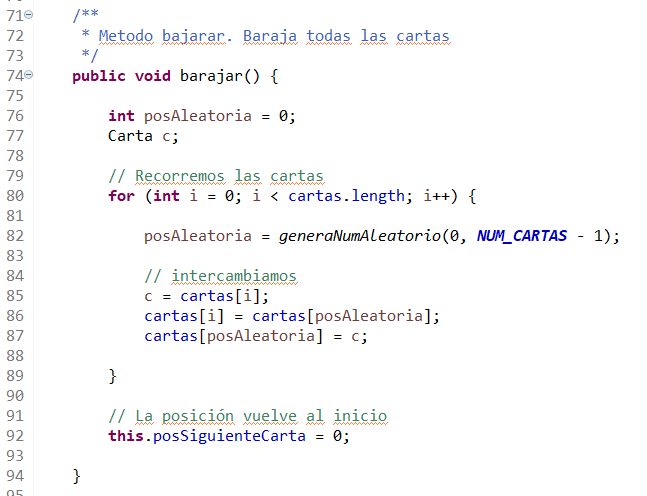 71 /**
72 * Metodo bajarar. Baraja todas las cartas
73 */
74 public void barajar() {
75
76 int posAleatoria = 0;
77 Carta c;
78
79 // Recorremos las cartas
80 for (int i = 0; i < cartas.length; i++) {
81
82 posAleatoria = generaNumAleatorio(0, NUM_CARTAS - 1);
83
84 // intercambiamos
85 c = cartas[i];
86 cartas[i] = cartas[posAleatoria];
87 cartas[posAleatoria] = c;
88
89 }
90
91 // La posición vuelve al inicio
92 this.posSiguienteCarta = 0;
93
94 }